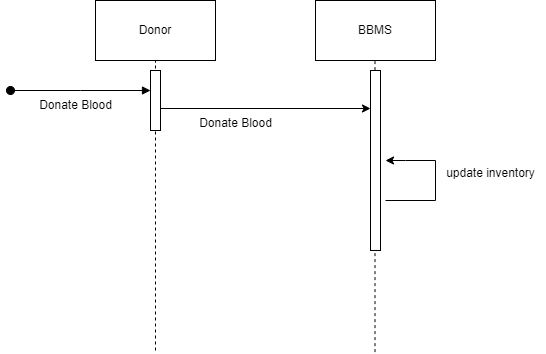 Donor
BBMS
Donate Blood
Donate Blood
update inventory